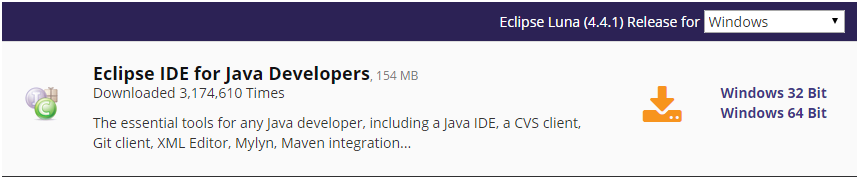 Eclipse Luna (4.4.1) Release for Windows
Eclipse IDE for Java Developers, 154 MB
Downloaded 3,174,610 Times
The essential tools for any Java developer, including a Java IDE, a CVS client,
Git client, XML Editor, Mylyn, Maven integration...
Windows 32 Bit
Windows 64 Bit